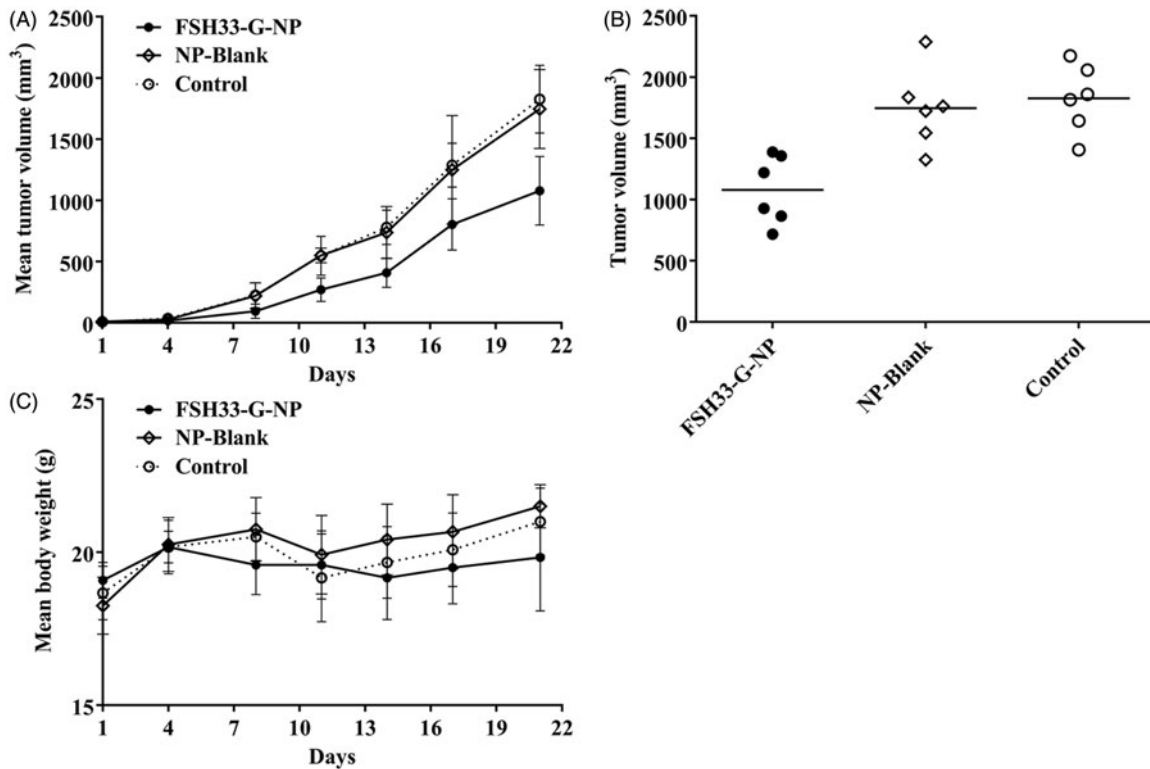 (A)
Mean tumor volume (mm³)
2500
2000
1500
1000
500
0
FSH33-G-NP
NP-Blank
Control
1 4 7 10 13 16 19 22
Days
(B)
Tumor volume (mm³)
2500
2000
1500
1000
500
0
FSH33-G-NP
NP-Blank
Control
(C)
Mean body weight (g)
25
20
15
FSH33-G-NP
NP-Blank
Control
1 4 7 10 13 16 19 22
Days